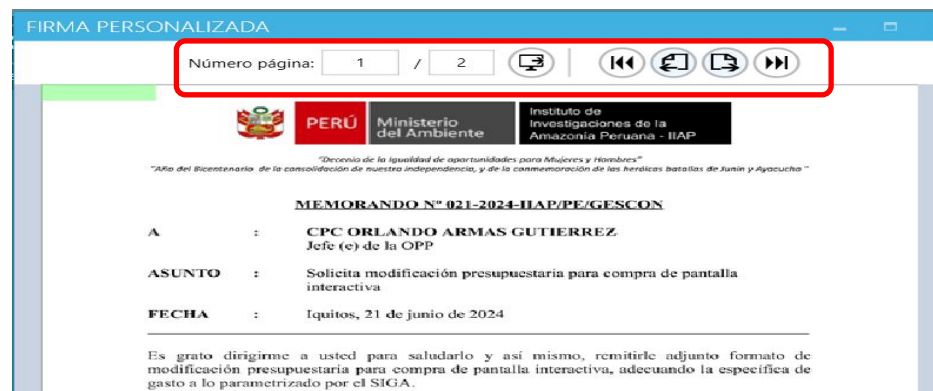 FIRMA PERSONALIZADA
Número página: 1 / 2
PERÚ Ministerio del Ambiente
Instituto de Investigaciones de la Amazonía Peruana - IIAP
"Decenio de la igualdad de oportunidades para Mujeres y Hombres"
"Año del Bicentenario de la consolidación de nuestra independencia, y de la conmemoración de las heroicas batallas de Junín y Ayacucho"
MEMORANDO Nº 021-2024-IIAP/PE/GESCON
A : CPC ORLANDO ARMAS GUTIERREZ
Jefe (e) de la OPP
ASUNTO : Solicita modificación presupuestaria para compra de pantalla
interactiva
FECHA : Iquitos, 21 de junio de 2024
Es grato dirigirme a usted para saludarlo y así mismo, remitirle adjunto formato de
modificación presupuestaria para compra de pantalla interactiva, adecuando la específica de
gasto a lo parametrizado por el SIGA.